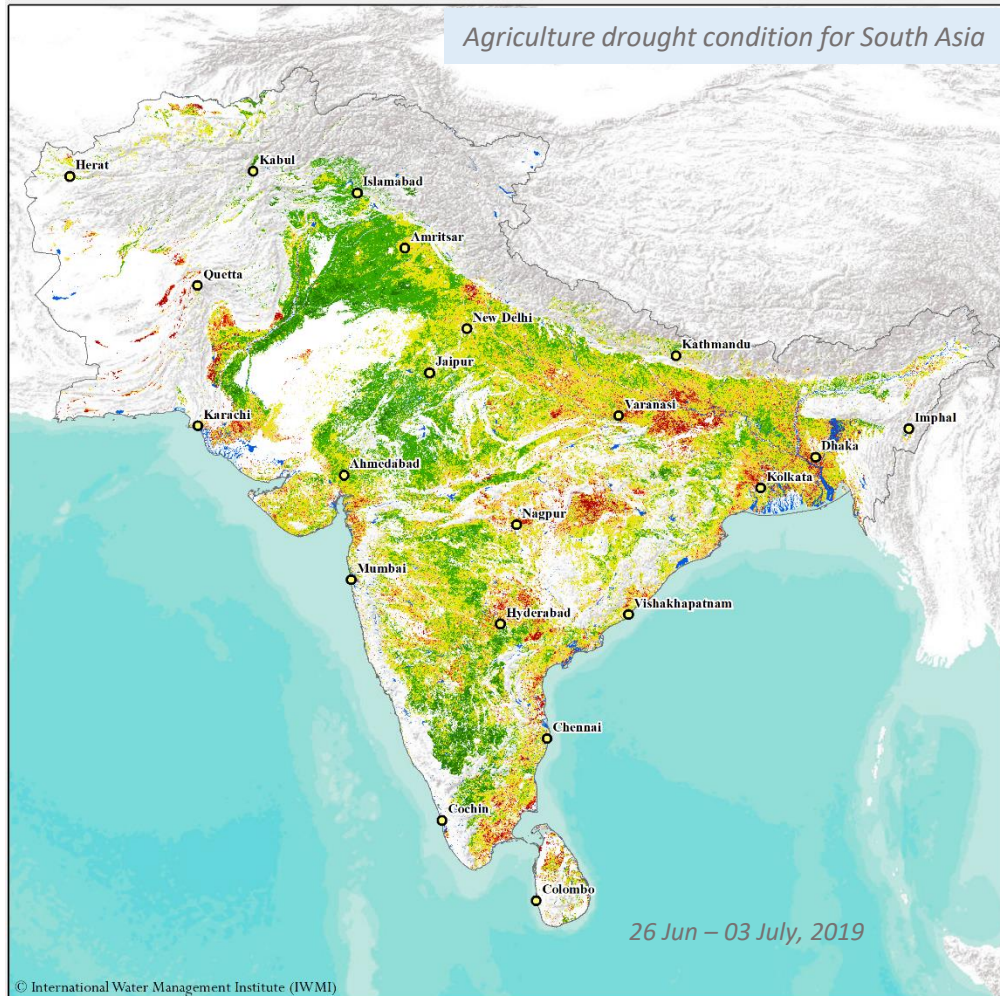 Agriculture drought condition for South Asia
Kabul
Herat
Islamabad
Amritsar
Quetta
New Delhi
Kathmandu
Jaipur
Varanasi
Karachi
Imphal
Dhaka
Ahmedabad
Kolkata
Nagpur
Mumbai
Vishakhapatnam
Hyderabad
Chennai
Cochin
Colombo
26 Jun – 03 July, 2019
© International Water Management Institute (IWMI)